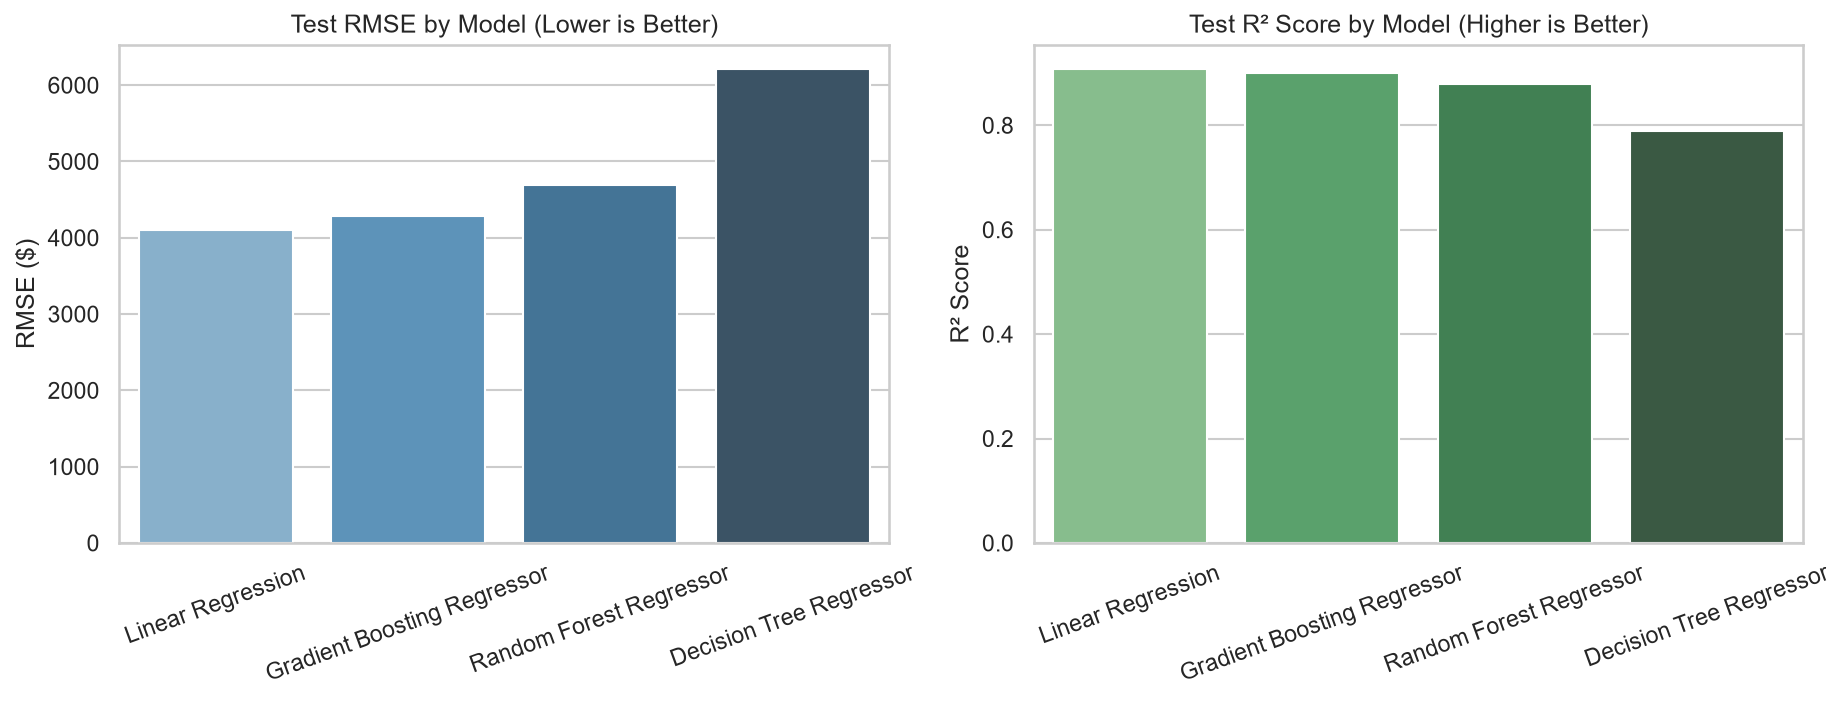 Test RMSE by Model (Lower is Better)
RMSE ($)
6000
5000
4000
3000
2000
1000
0
Linear Regression
Gradient Boosting Regressor
Random Forest Regressor
Decision Tree Regressor
Test R² Score by Model (Higher is Better)
R² Score
0.8
0.6
0.4
0.2
0.0
Linear Regression
Gradient Boosting Regressor
Random Forest Regressor
Decision Tree Regressor